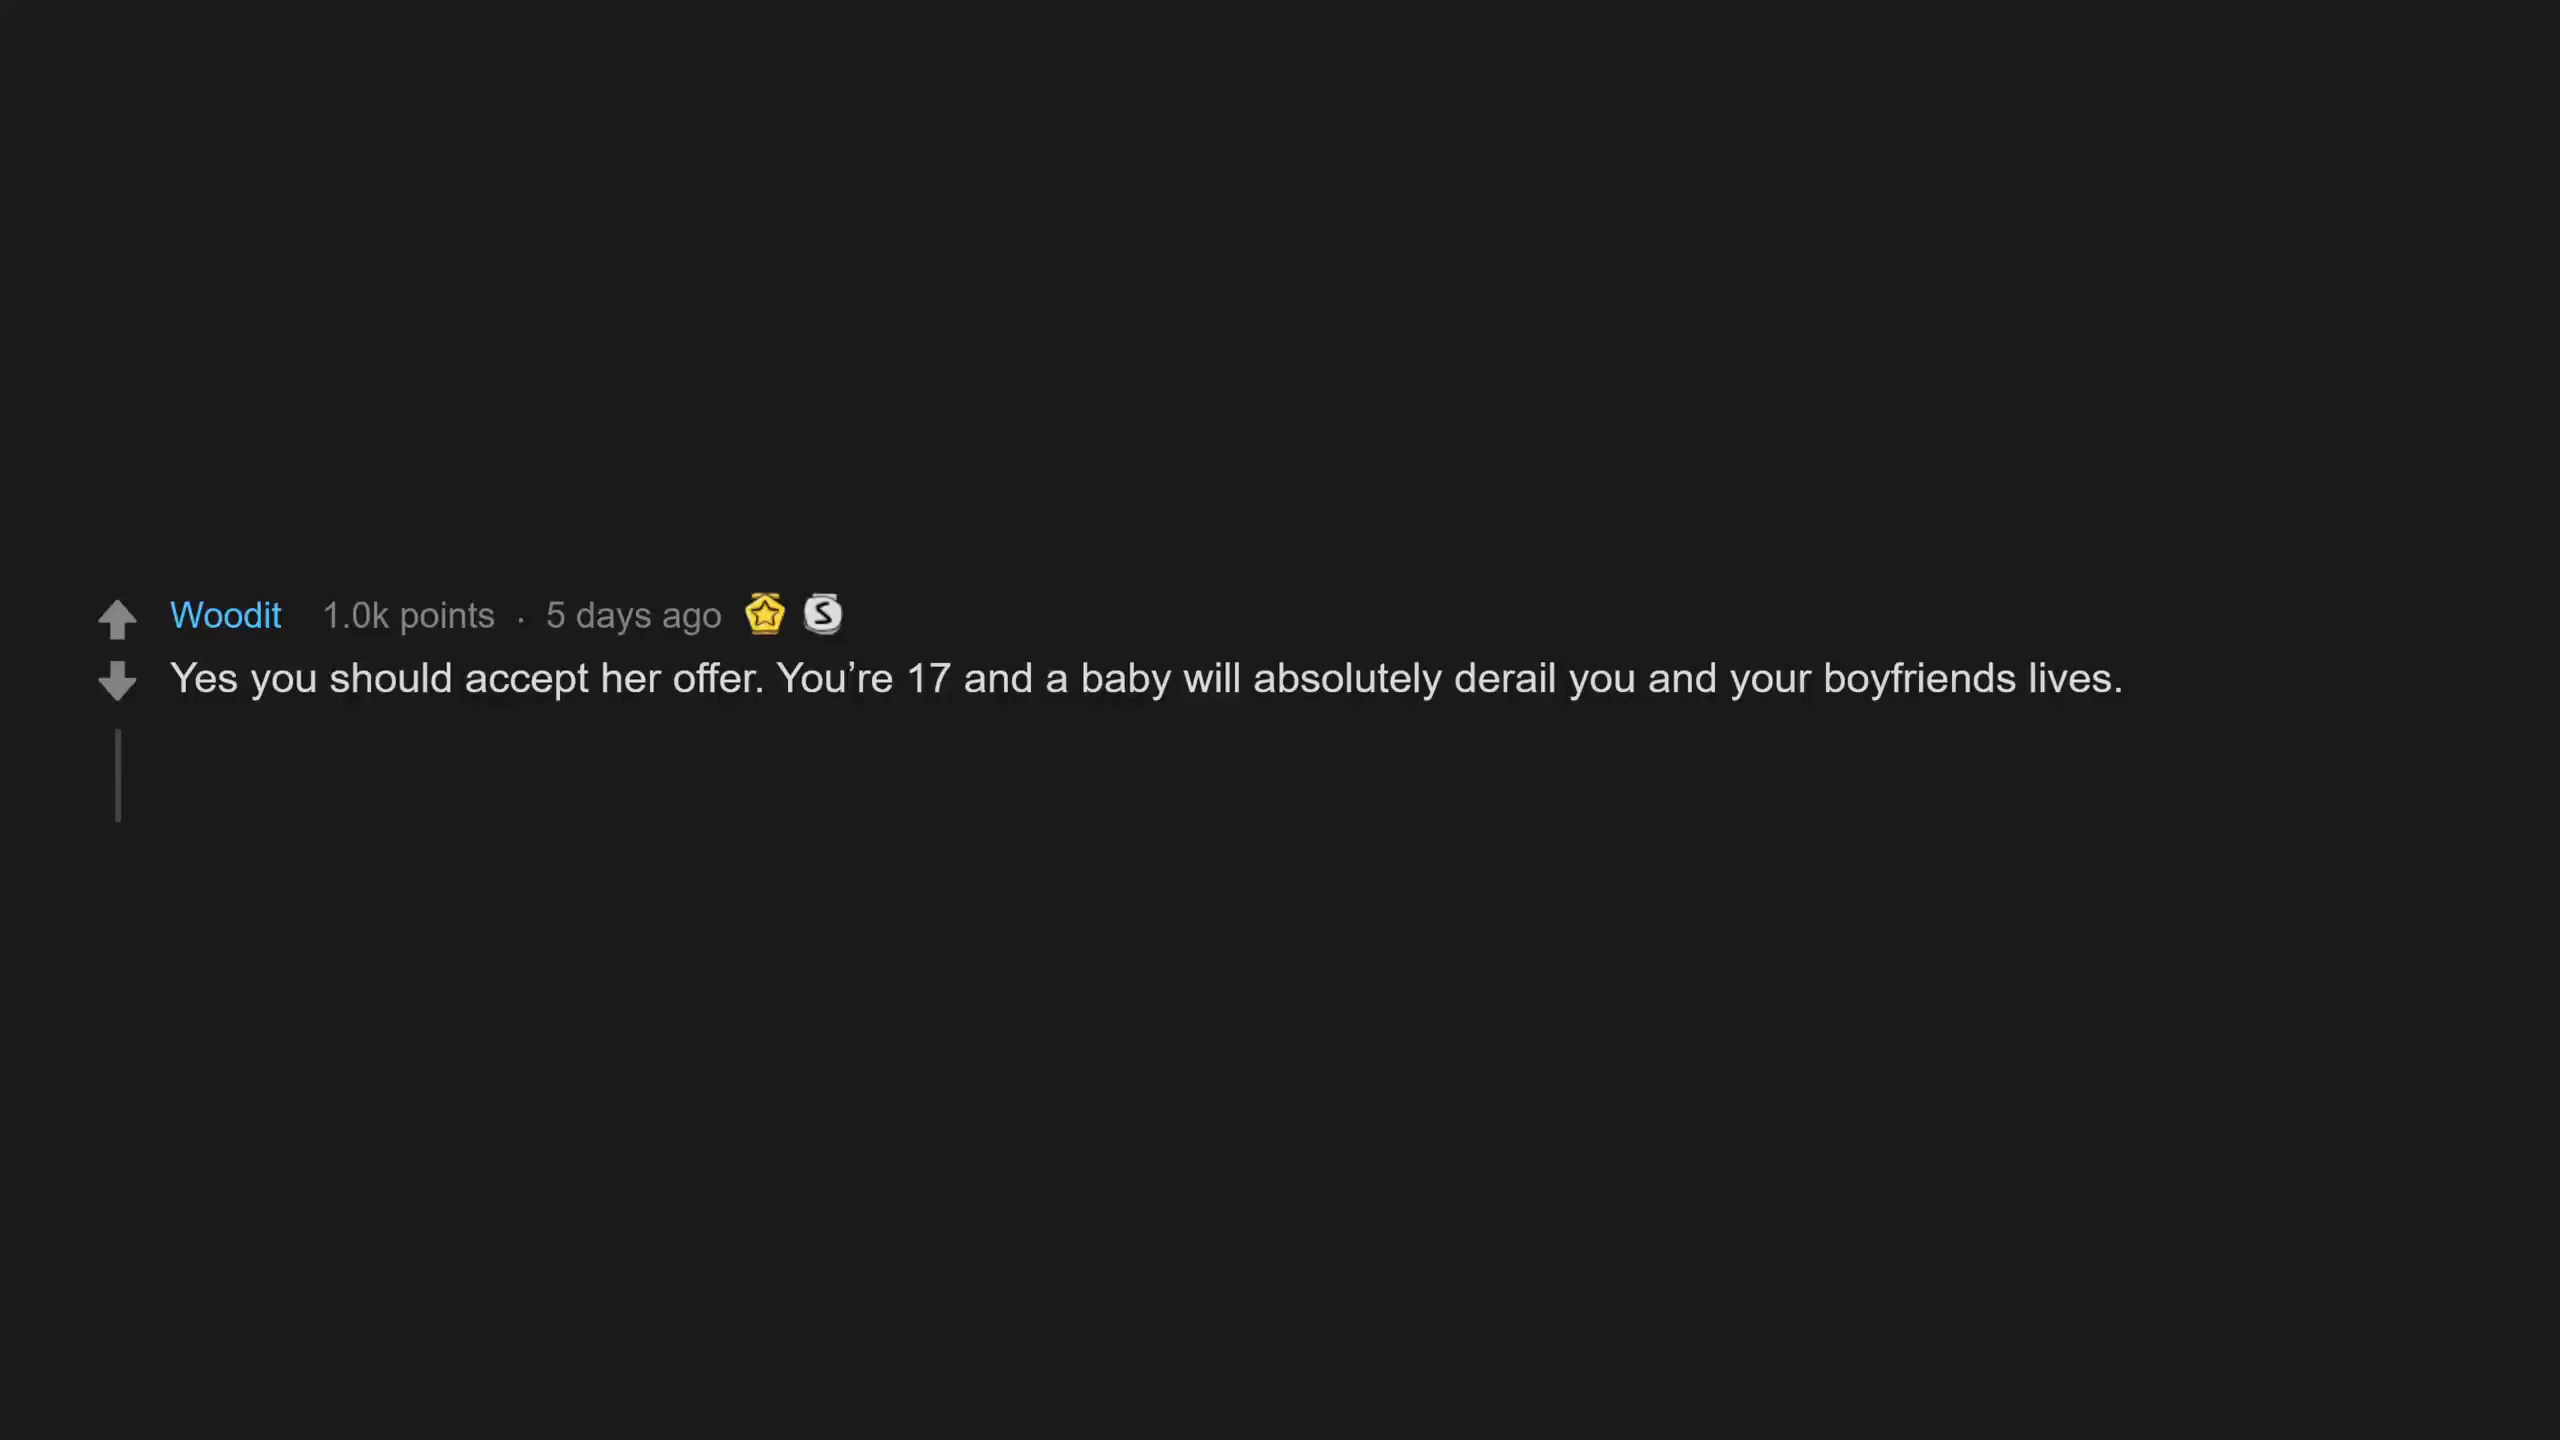 Woodit 1.0k points · 5 days ago S
Yes you should accept her offer. You’re 17 and a baby will absolutely derail you and your boyfriends lives.